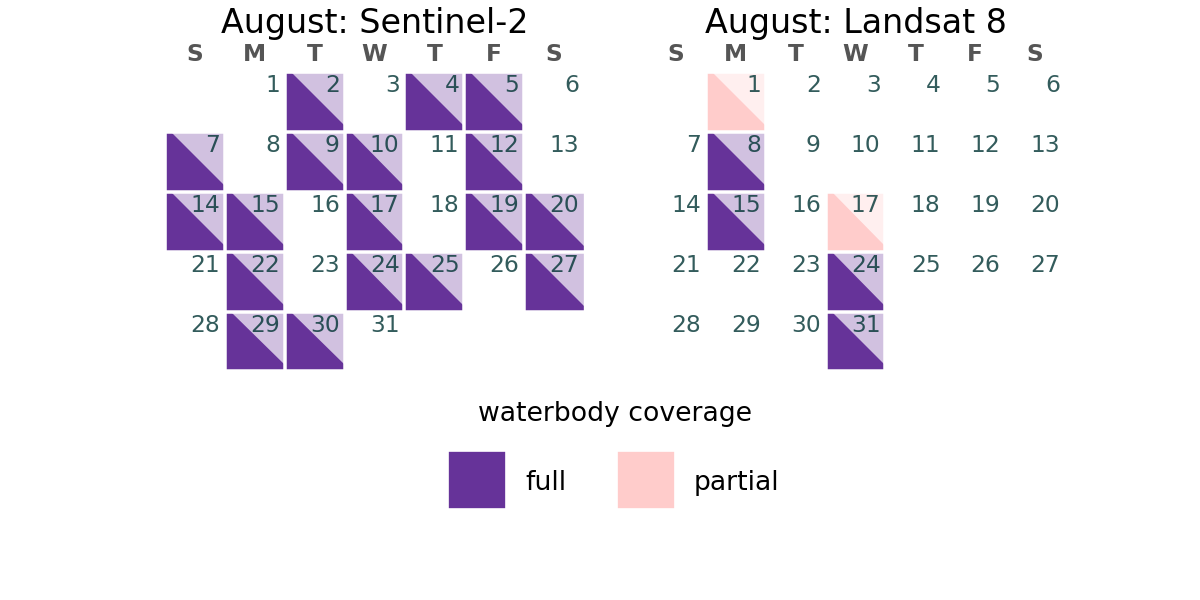 August: Sentinel-2
S M T W T F S
1 2 3 4 5 6
7 8 9 10 11 12 13
14 15 16 17 18 19 20
21 22 23 24 25 26 27
28 29 30 31
August: Landsat 8
S M T W T F S
1 2 3 4 5 6
7 8 9 10 11 12 13
14 15 16 17 18 19 20
21 22 23 24 25 26 27
28 29 30 31
waterbody coverage
full partial